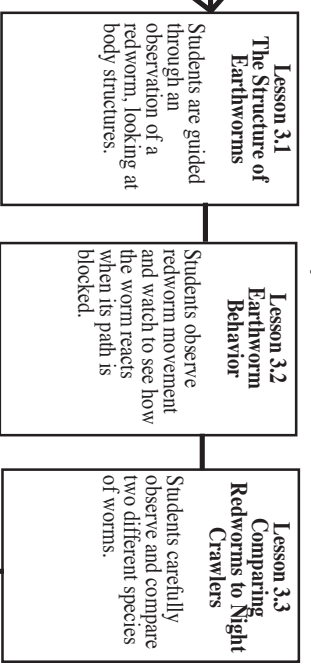 Lesson 3.1
The Structure of
Earthworms
Students are guided
through an
observation of a
redworm, looking at
body structures.
Lesson 3.2
Earthworm
Behavior
Students observe
redworm movement
and watch to see how
the worm reacts
when its path is
blocked.
Lesson 3.3
Comparing
Redworms to Night
Crawlers
Students carefully
observe and compare
two different species
of worms.